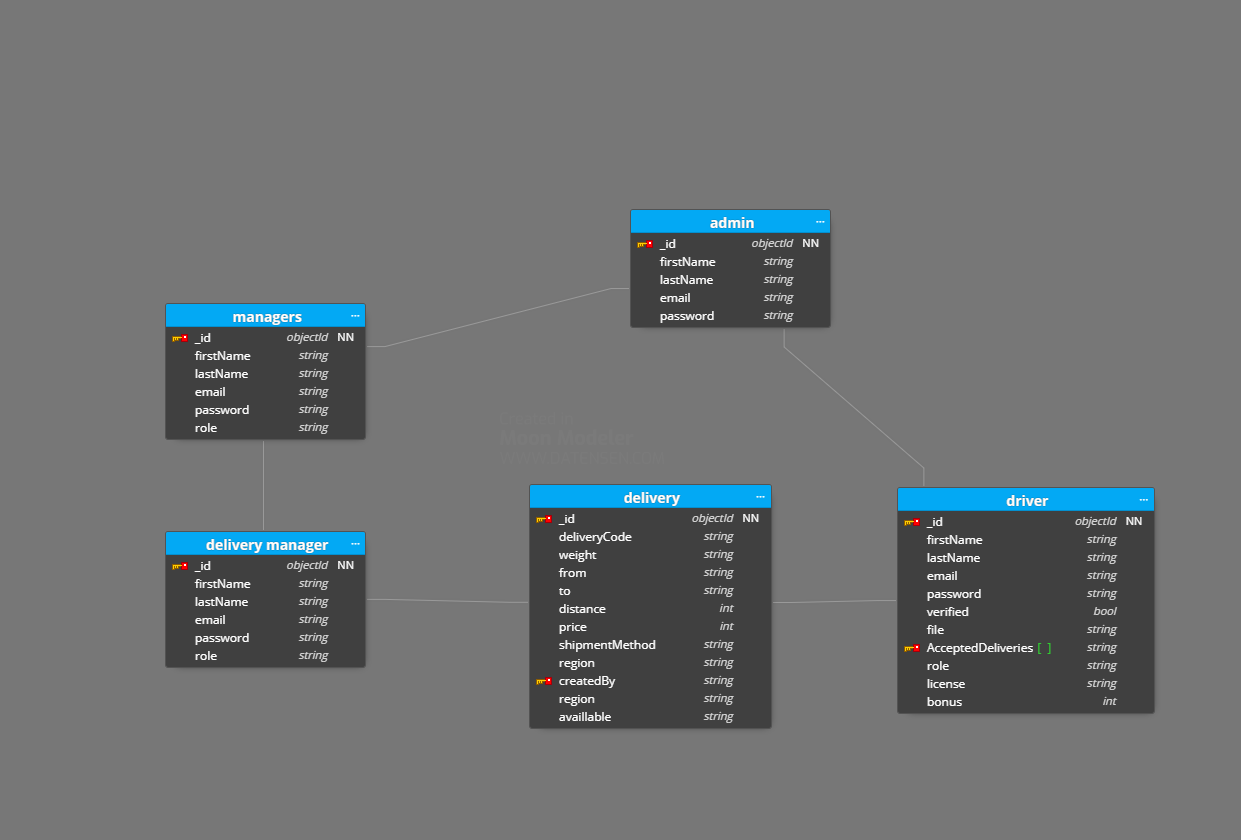 admin ...
_id objectId NN
firstName string
lastName string
email string
password string
managers ...
_id objectId NN
firstName string
lastName string
email string
password string
role string
Moon Modeler
delivery ...
_id objectId NN
deliveryCode string
weight string
from string
to string
distance int
price int
shipmentMethod string
region string
createdBy string
region string
availlable string
driver ...
_id objectId NN
firstName string
lastName string
email string
password string
verified bool
file string
AcceptedDeliveries [ ] string
role string
license string
bonus int
delivery manager ...
_id objectId NN
firstName string
lastName string
email string
password string
role string